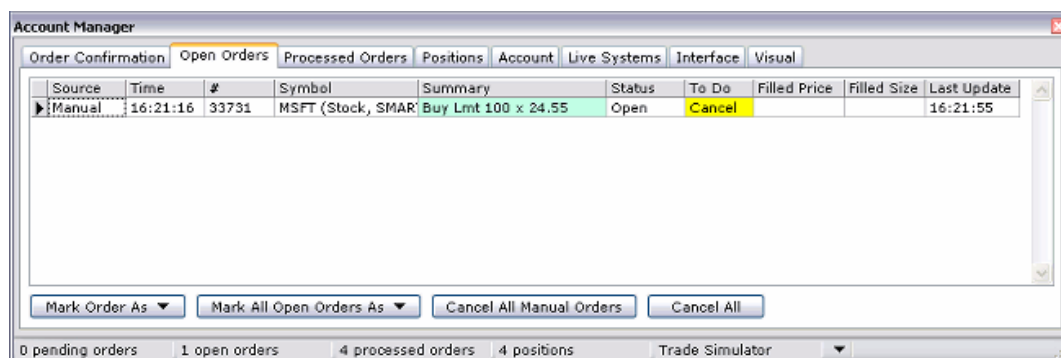 Account Manager
Order Confirmation Open Orders Processed Orders Positions Account Live Systems Interface Visual
Source Time # Symbol Summary Status To Do Filled Price Filled Size Last Update
Manual 16:21:16 33731 MSFT (Stock, SMAR Buy Lmt 100 x 24.55 Open Cancel 16:21:55
Mark Order As Mark All Open Orders As Cancel All Manual Orders Cancel All
0 pending orders 1 open orders 4 processed orders 4 positions Trade Simulator